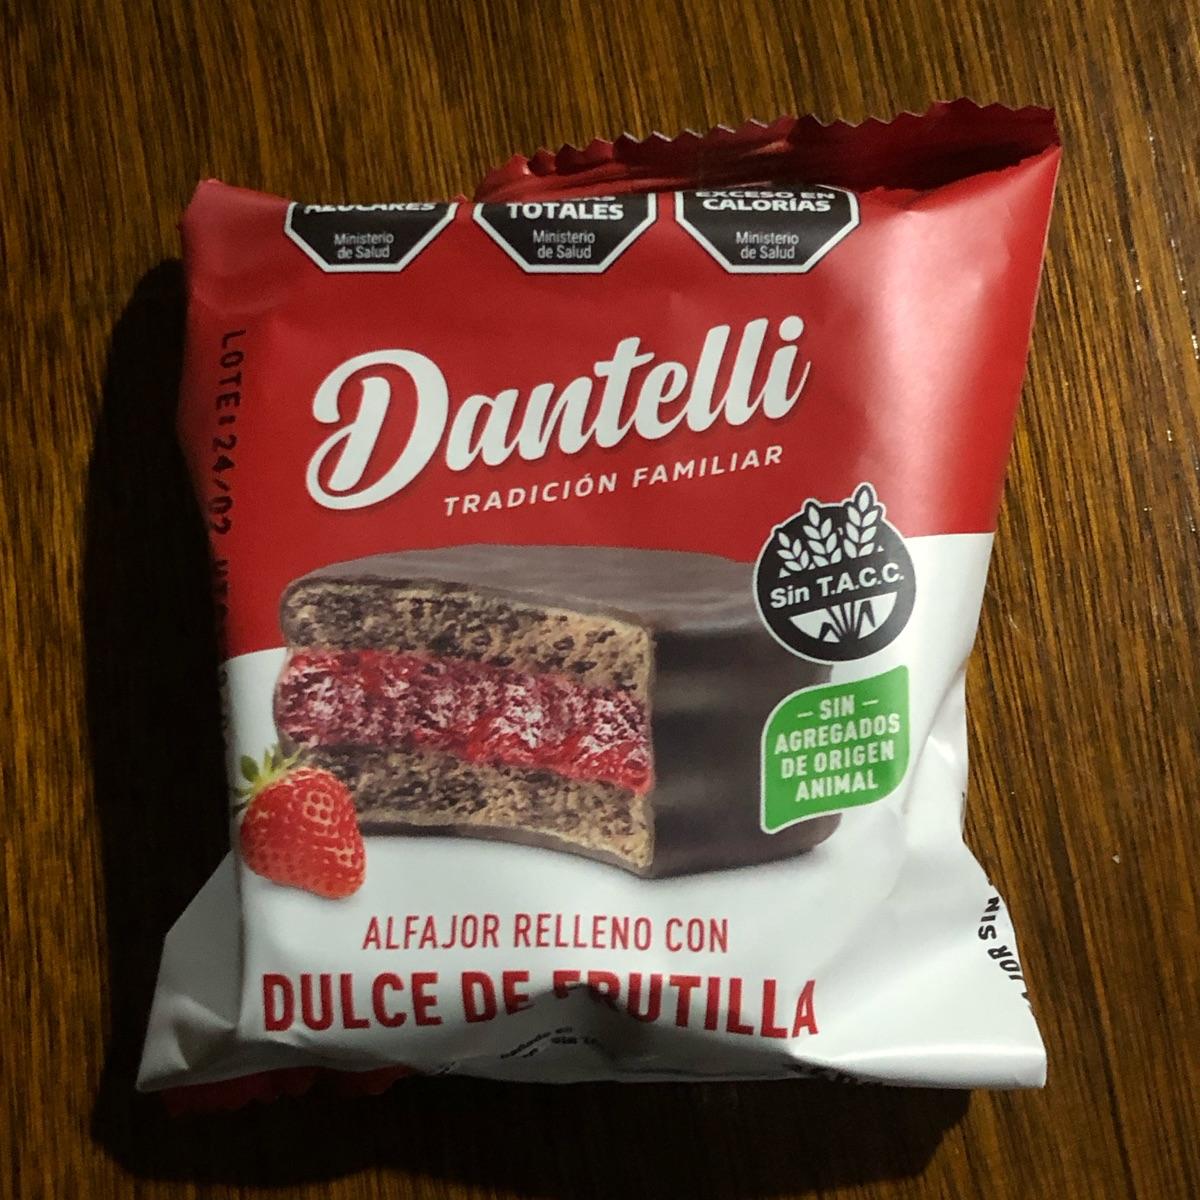 AZÚCARES
Ministerio
de Salud
TOTALES
Ministerio
de Salud
EXCESO EN
CALORÍAS
Ministerio
de Salud
LOTE: 24/02
Dantelli
TRADICIÓN FAMILIAR
Sin T.A.C.C.
– SIN –
AGREGADOS
DE ORIGEN
ANIMAL
ALFAJOR RELLENO CON
DULCE DE FRUTILLA
SIN